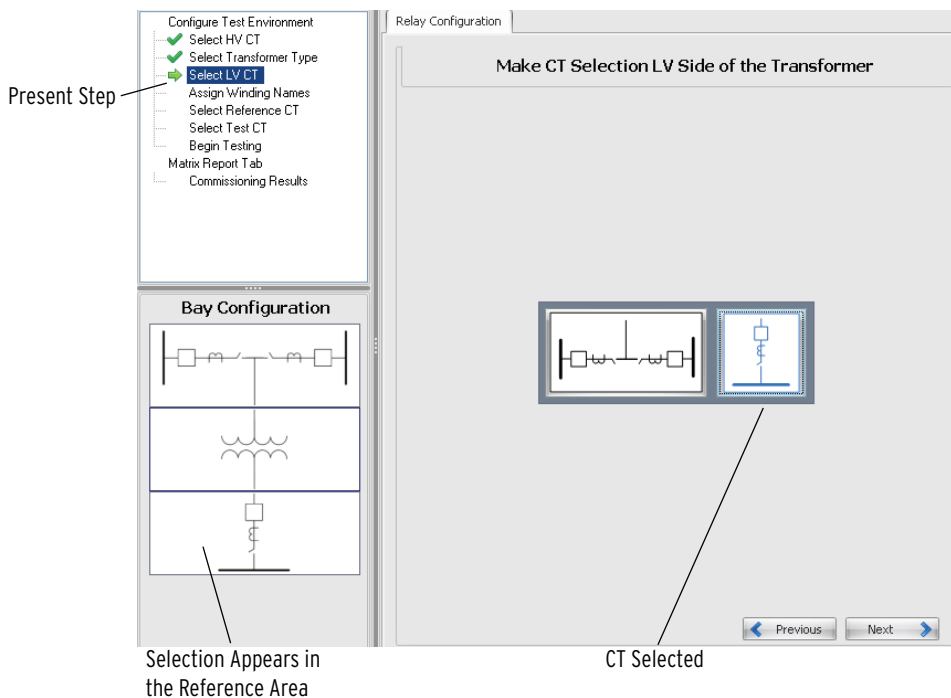 Configure Test Environment
Select HV CT
Select Transformer Type
Select LV CT
Assign Winding Names
Select Reference CT
Select Test CT
Begin Testing
Matrix Report Tab
Commissioning Results
Present Step
Relay Configuration
Make CT Selection LV Side of the Transformer
Bay Configuration
Previous
Next
Selection Appears in
the Reference Area
CT Selected